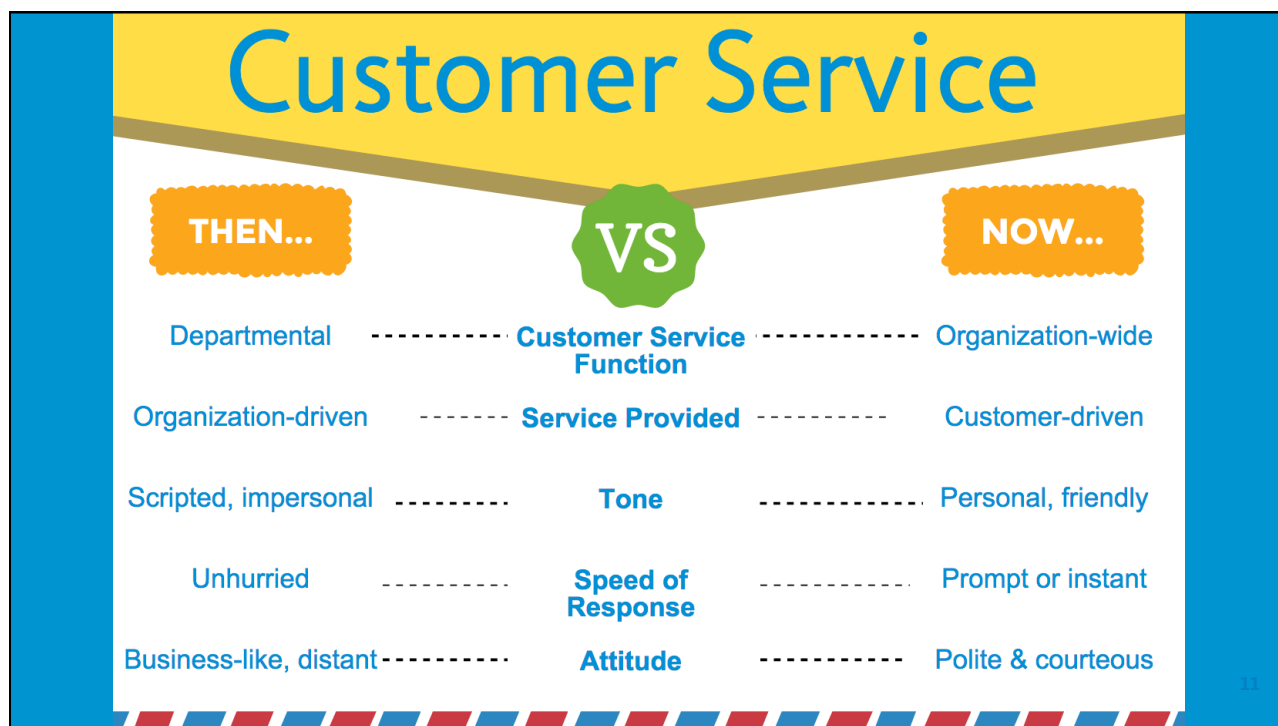 Customer Service
THEN...
VS
NOW...
Departmental
Customer Service
Function
Organization-wide
Organization-driven
Service Provided
Customer-driven
Scripted, impersonal
Tone
Personal, friendly
Unhurried
Speed of
Response
Prompt or instant
Business-like, distant
Attitude
Polite & courteous
11